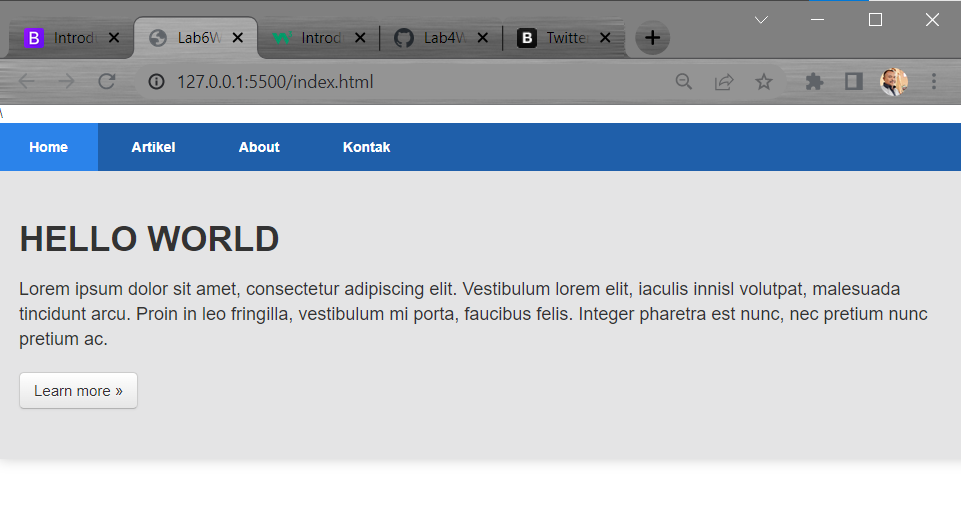 Introd
Lab6W
Introd
Lab4W
Twitte
127.0.0.1:5500/index.html
\
Home Artikel About Kontak
HELLO WORLD
Lorem ipsum dolor sit amet, consectetur adipiscing elit. Vestibulum lorem elit, iaculis innisl volutpat, malesuada
tincidunt arcu. Proin in leo fringilla, vestibulum mi porta, faucibus felis. Integer pharetra est nunc, nec pretium nunc
pretium ac.
Learn more »